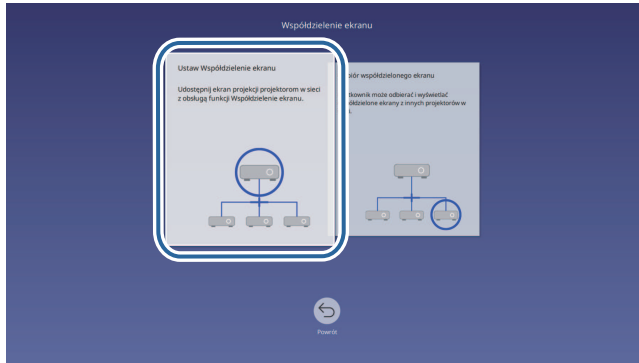 Współdzielenie ekranu
Ustaw Współdzielenie ekranu
Udostępnij ekran projekcji projektorom w sieci
z obsługą funkcji Współdzielenie ekranu.
współdzielonego ekranu
może odbierać i wyświetlać
ekrany z innych projektorów w
Powrót